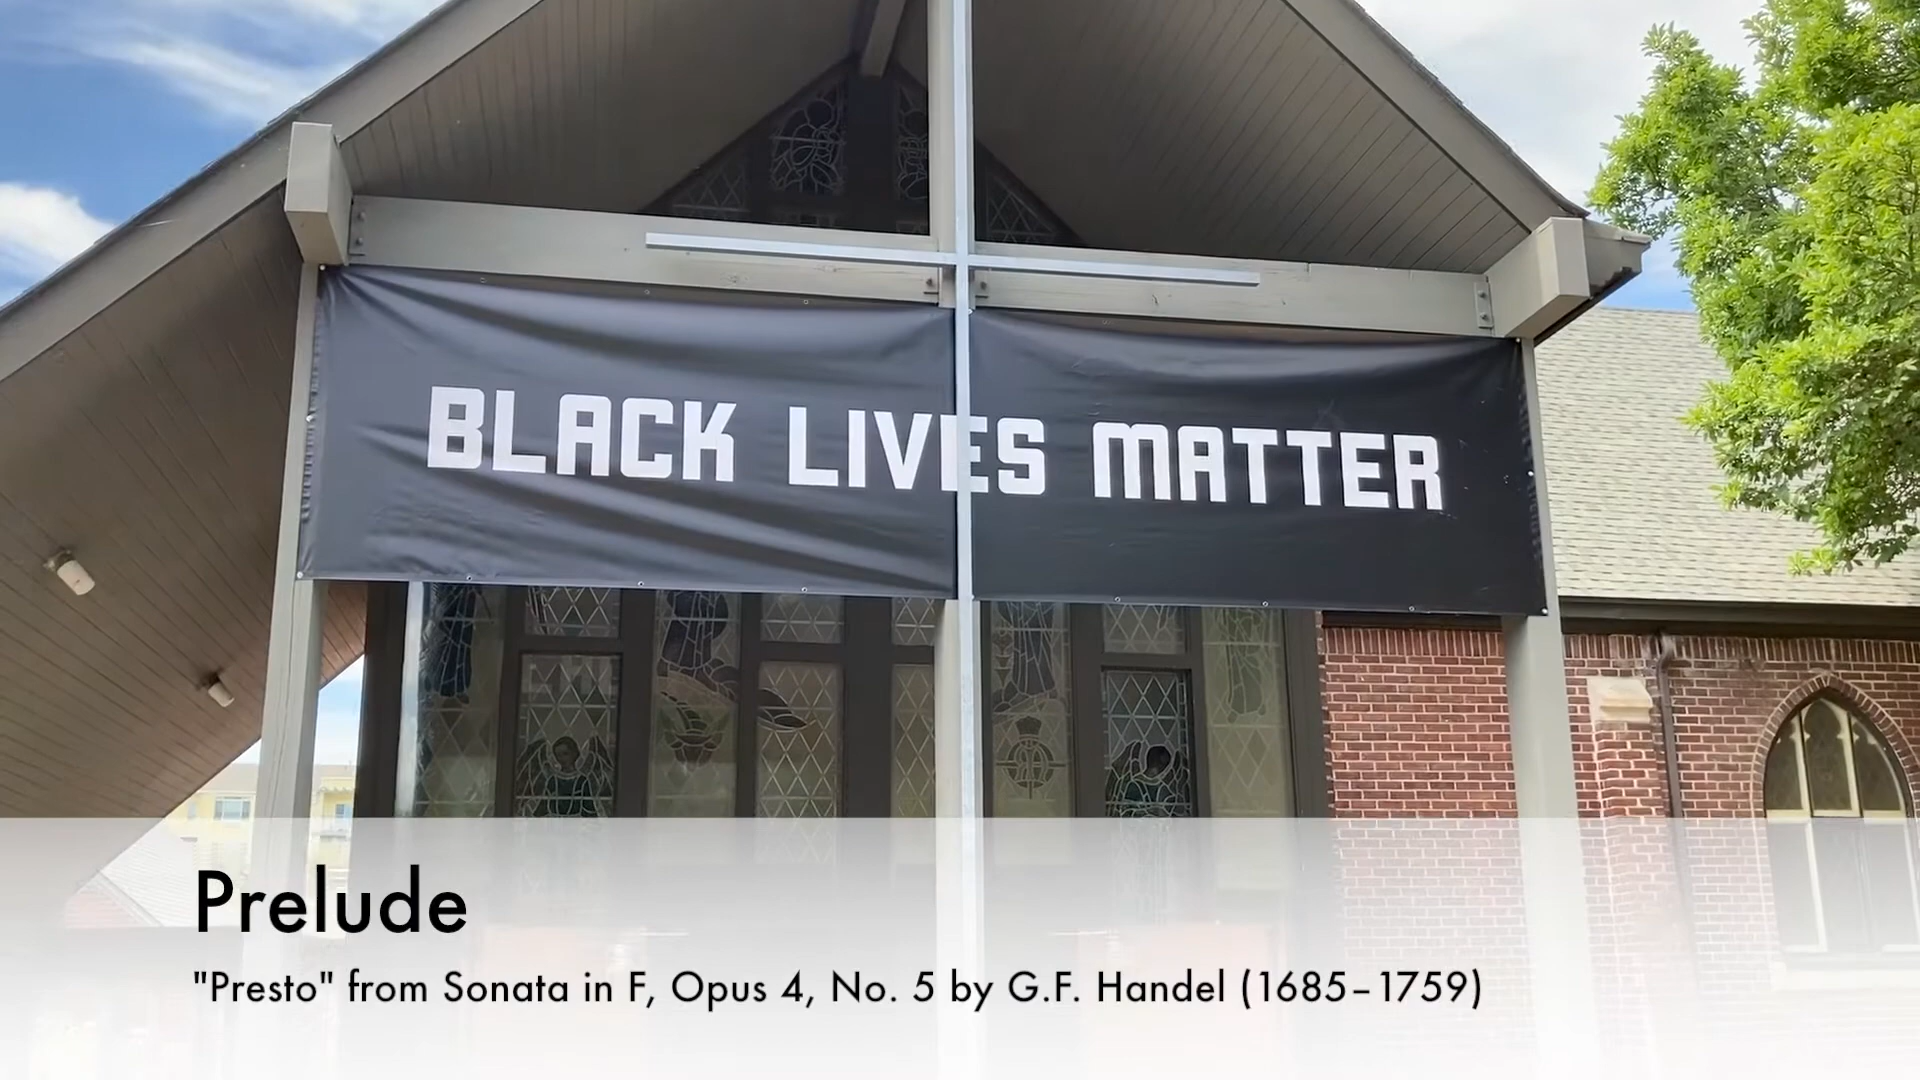 BLACK LIVES MATTER
Prelude
"Presto" from Sonata in F, Opus 4, No. 5 by G.F. Handel (1685–1759)